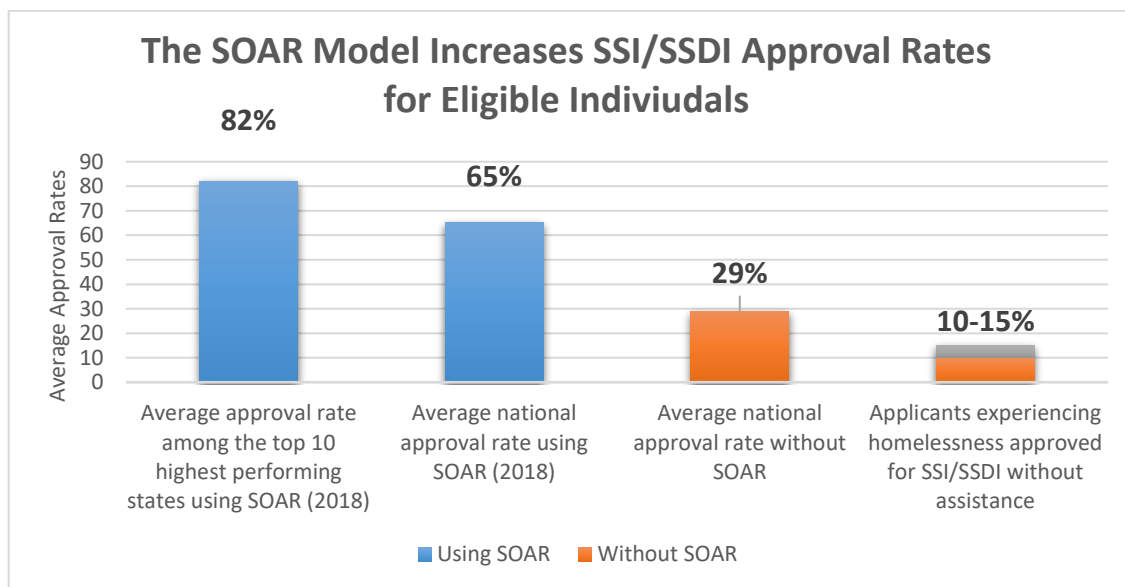 The SOAR Model Increases SSI/SSDI Approval Rates
for Eligible Indiviudals
82%
65%
29%
10-15%
Average Approval Rates
90
80
70
60
50
40
30
20
10
0
Average approval rate
among the top 10
highest performing
states using SOAR (2018)
Average national
approval rate using
SOAR (2018)
Average national
approval rate without
SOAR
Applicants experiencing
homelessness approved
for SSI/SSDI without
assistance
Using SOAR
Without SOAR